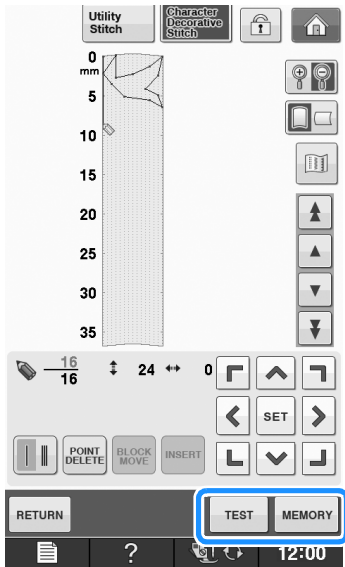 Utility
Stitch
Character
Decorative
Stitch
0
mm
5
10
15
20
25
30
35
16
16
24
0
SET
POINT
DELETE
BLOCK
MOVE
INSERT
RETURN
TEST
MEMORY
?
12:00